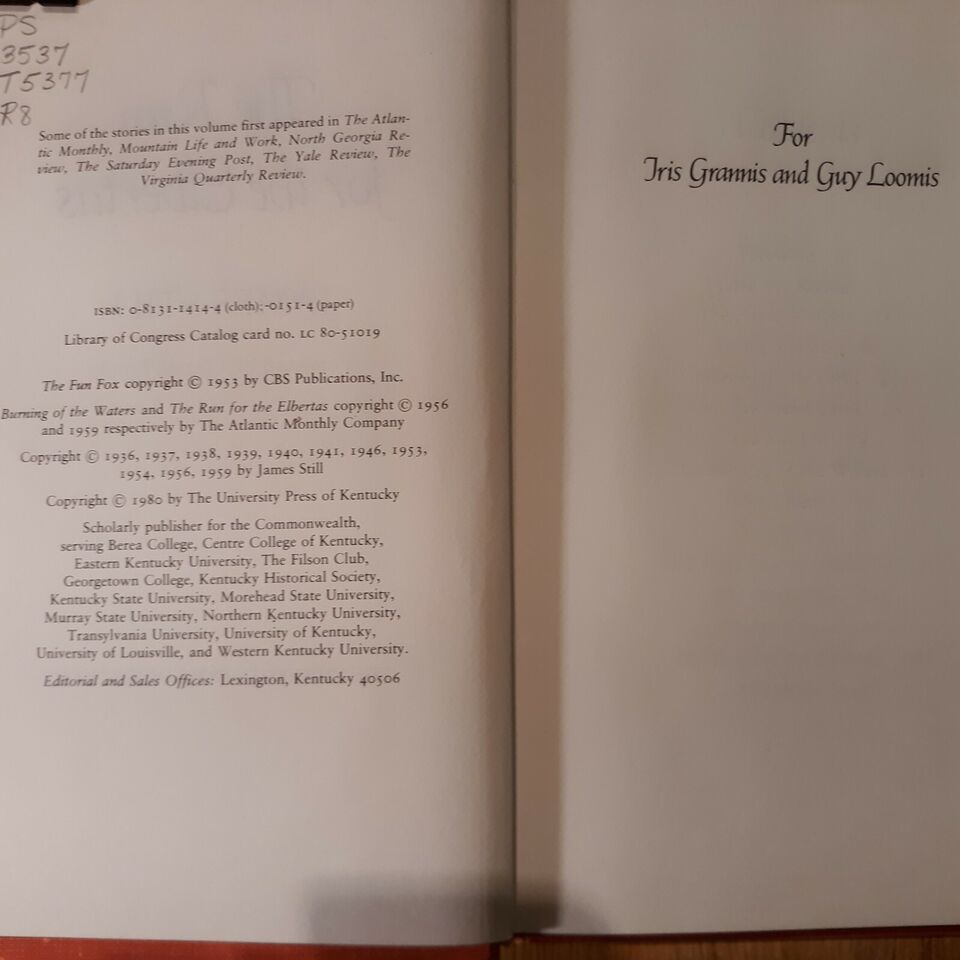 PS
3537
T5377
R8
Some of the stories in this volume first appeared in The Atlan-
tic Monthly, Mountain Life and Work, North Georgia Re-
view, The Saturday Evening Post, The Yale Review, The
Virginia Quarterly Review.
ISBN: 0-8131-1414-4 (cloth); -0151-4 (paper)
Library of Congress Catalog card no. LC 80-51019
The Fun Fox copyright © 1953 by CBS Publications, Inc.
Burning of the Waters and The Run for the Elbertas copyright © 1956
and 1959 respectively by The Atlantic Monthly Company
Copyright © 1936, 1937, 1938, 1939, 1940, 1941, 1946, 1953,
1954, 1956, 1959 by James Still
Copyright © 1980 by The University Press of Kentucky
Scholarly publisher for the Commonwealth,
serving Berea College, Centre College of Kentucky,
Eastern Kentucky University, The Filson Club,
Georgetown College, Kentucky Historical Society,
Kentucky State University, Morehead State University,
Murray State University, Northern Kentucky University,
Transylvania University, University of Kentucky,
University of Louisville, and Western Kentucky University.
Editorial and Sales Offices: Lexington, Kentucky 40506
For
Iris Grannis and Guy Loomis